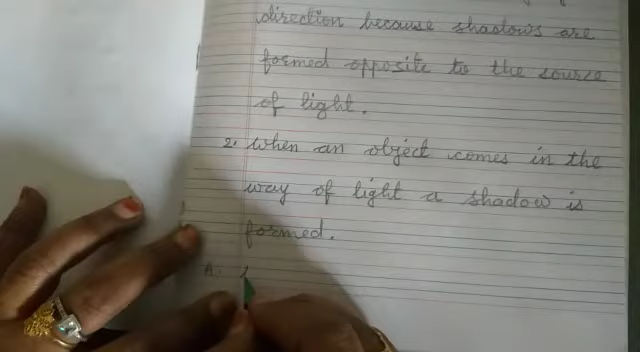 direction because shadows are
formed opposite to the source
of light.
2. when an object comes in the
way of light a shadow is
formed.
A.